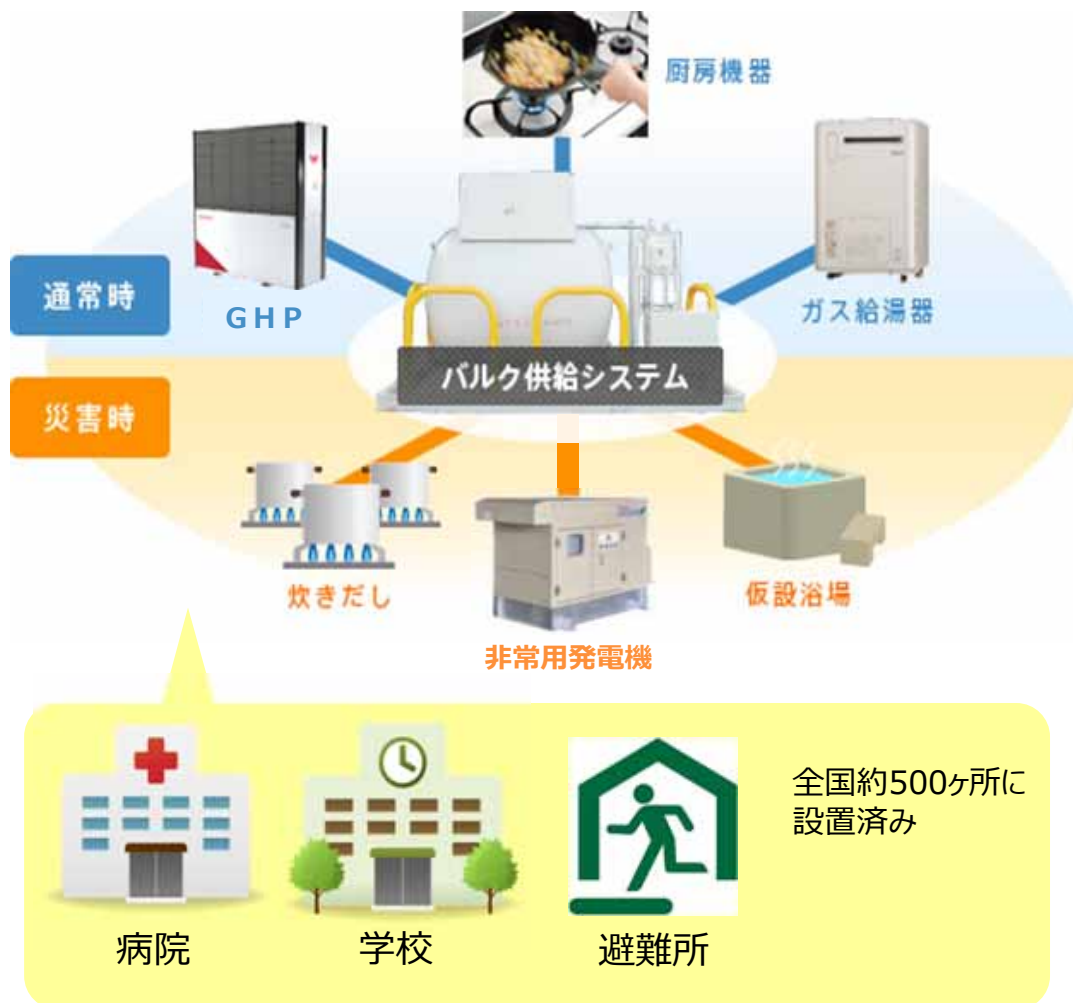 厨房機器
通常時
GHP
ガス給湯器
バルク供給システム
災害時
炊きだし
非常用発電機
仮設浴場
全国約500ヶ所に
設置済み
病院
学校
避難所